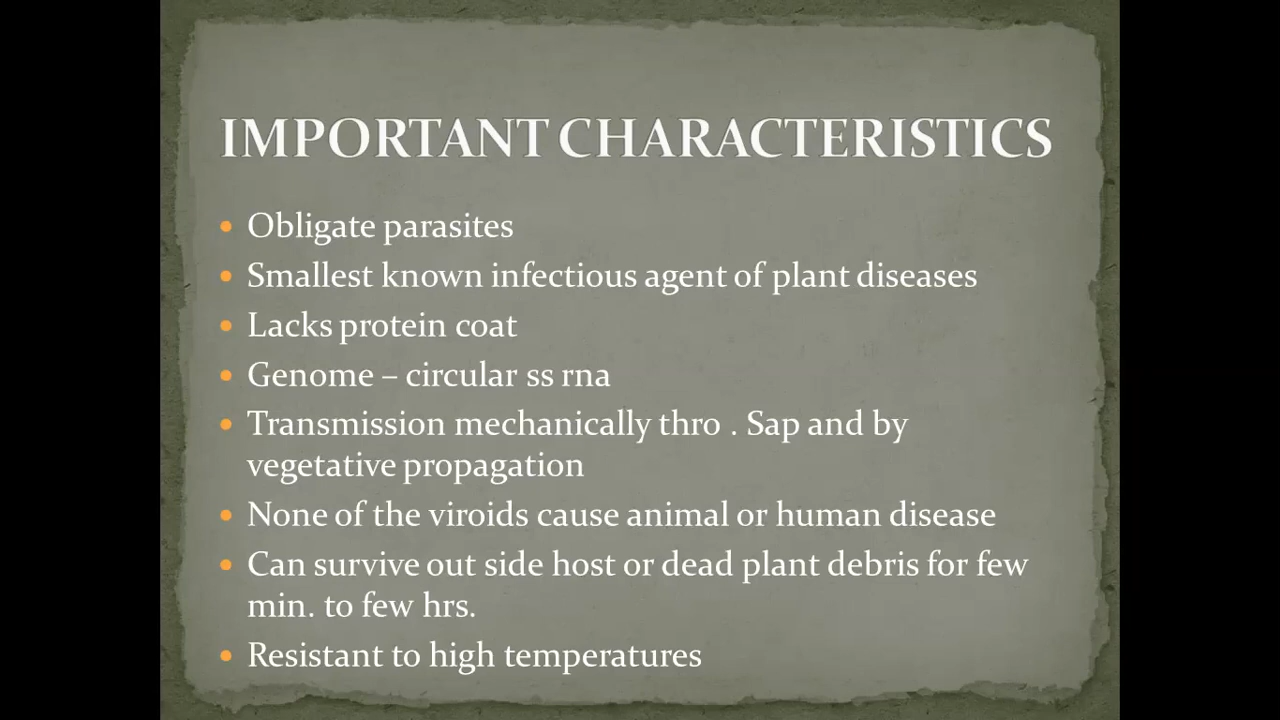 IMPORTANT CHARACTERISTICS
Obligate parasites
Smallest known infectious agent of plant diseases
Lacks protein coat
Genome – circular ss rna
Transmission mechanically thro . Sap and by
vegetative propagation
None of the viroids cause animal or human disease
Can survive out side host or dead plant debris for few
min. to few hrs.
Resistant to high temperatures